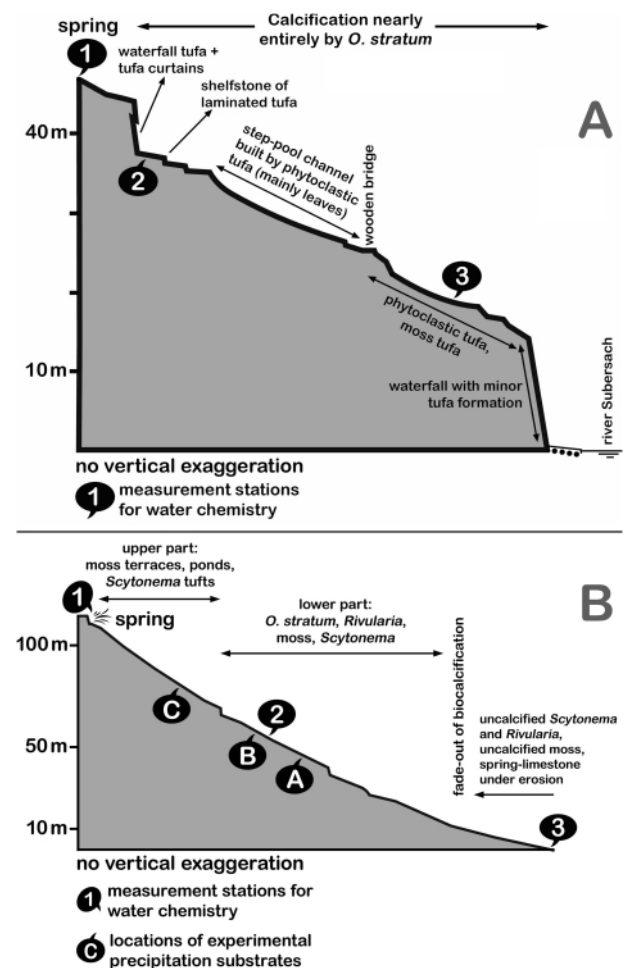 spring
Calcification nearly
entirely by O. stratum
1
waterfall tufa +
tufa curtains
shelfstone of
laminated tufa
A
40 m
2
step-pool channel
built by phytoclastic
tufa (mainly leaves)
wooden bridge
3
phytoclastic tufa,
moss tufa
10 m
waterfall with minor
tufa formation
river Subersach
no vertical exaggeration
1 measurement stations
for water chemistry
upper part:
moss terraces, ponds,
Scytonema tufts
B
1
spring
lower part:
O. stratum, Rivularia,
moss, Scytonema
100 m
C
2
B
A
50 m
fade-out of biocalcification
uncalcified Scytonema
and Rivularia,
uncalcified moss,
spring-limestone
under erosion
10 m
3
no vertical exaggeration
1 measurement stations for
water chemistry
C locations of experimental
precipitation substrates